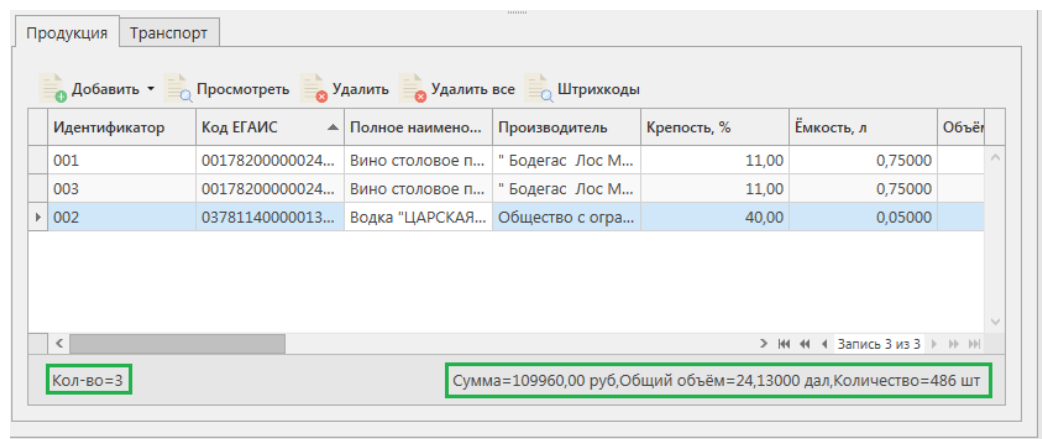 Продукция Транспорт
Добавить Просмотреть Удалить Удалить все Штрихкоды
Идентификатор Код ЕГАИС Полное наимено... Производитель Крепость, % Ёмкость, л Объём
001 00178200000024... Вино столовое п... " Бодегас Лос М... 11,00 0,75000
003 00178200000024... Вино столовое п... " Бодегас Лос М... 11,00 0,75000
002 03781140000013... Водка "ЦАРСКАЯ... Общество с огра... 40,00 0,05000
Запись 3 из 3
Кол-во=3 Сумма=109960,00 руб,Общий объём=24,13000 дал,Количество=486 шт